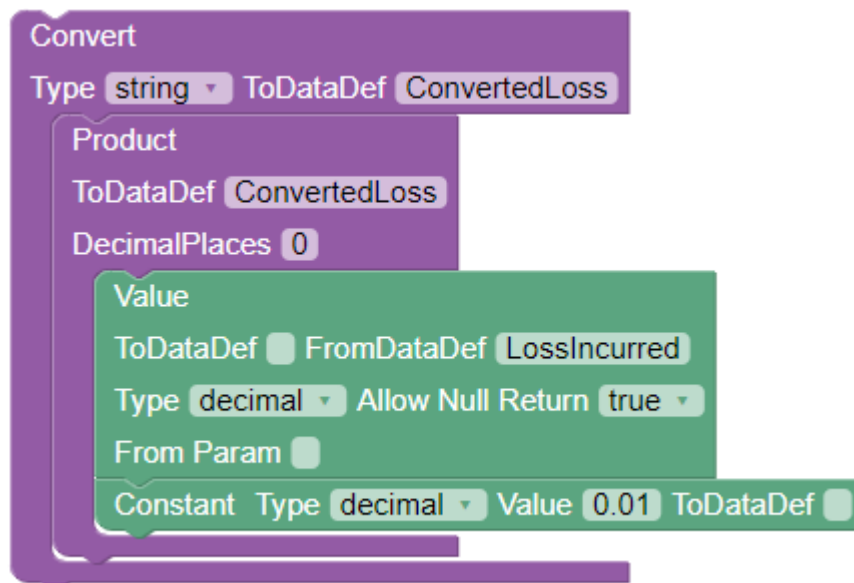 Convert
Type string ToDataDef ConvertedLoss
Product
ToDataDef ConvertedLoss
DecimalPlaces 0
Value
ToDataDef FromDataDef LossIncurred
Type decimal Allow Null Return true
From Param
Constant Type decimal Value 0.01 ToDataDef